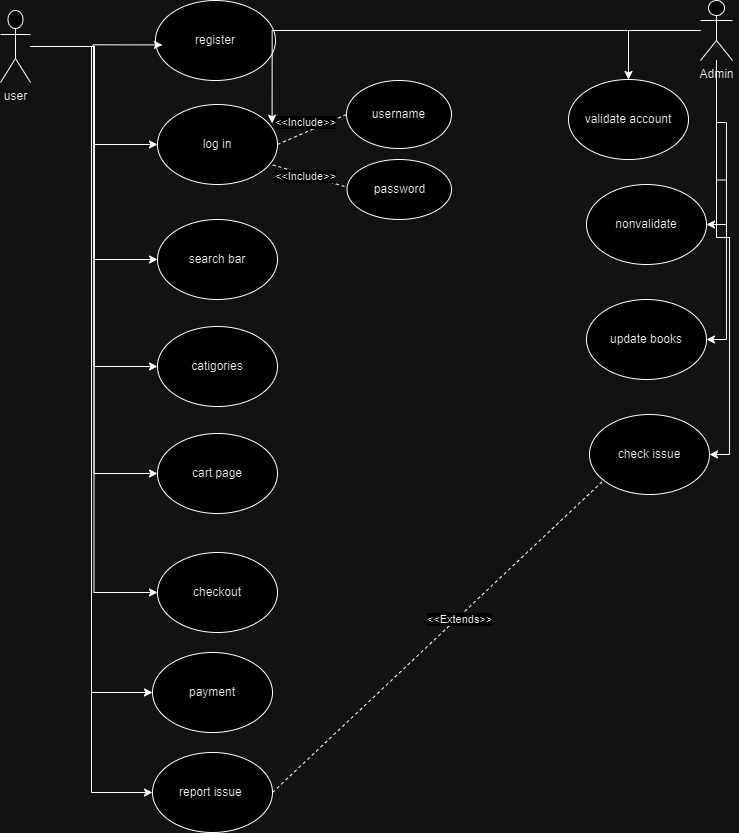 register
user
Admin
username
<<Include>>
validate account
log in
<<Include>>
password
nonvalidate
search bar
update books
catigories
check issue
cart page
checkout
<<Extends>>
payment
report issue